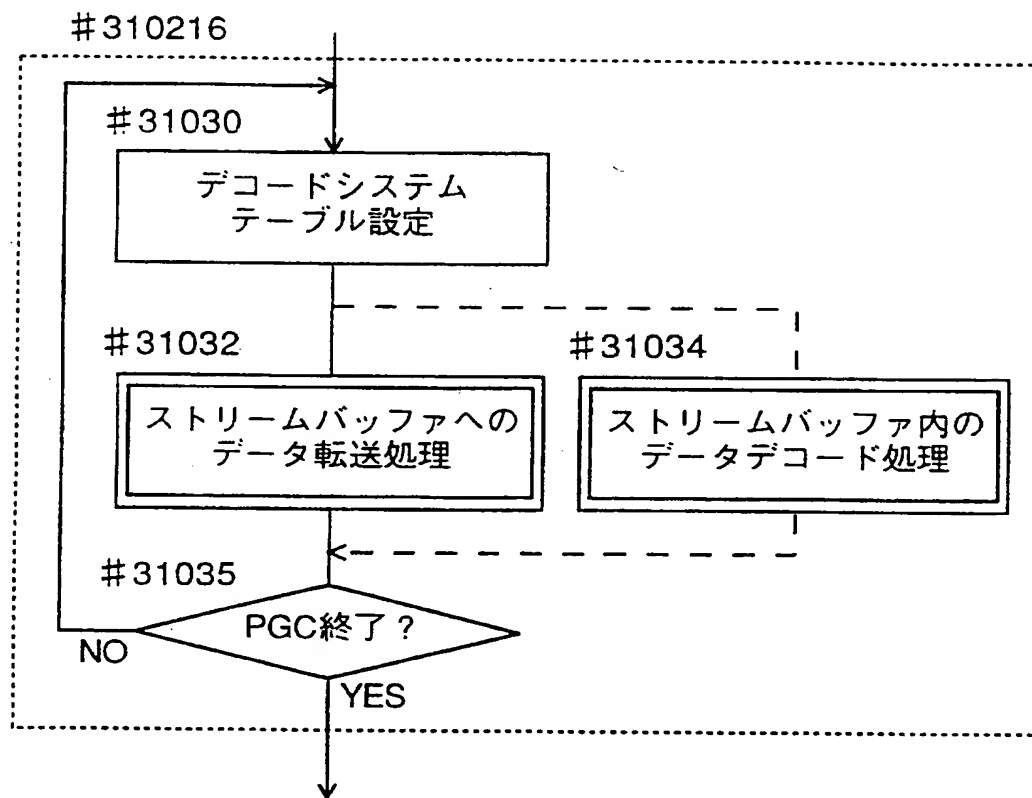 #310216
#31030
デコードシステム
テーブル設定
#31032
#31034
ストリームバッファへの
データ転送処理
ストリームバッファ内の
データデコード処理
#31035
PGC終了?
NO
YES